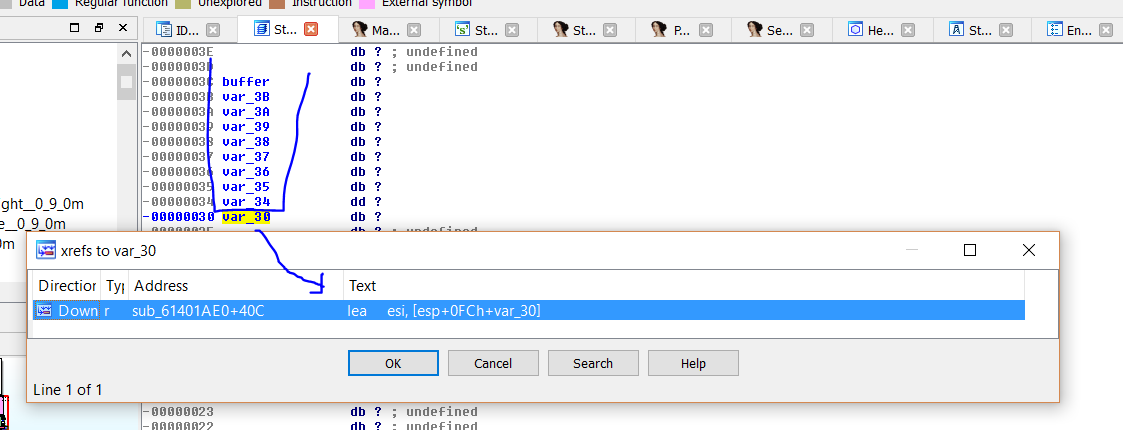 Data Regular function Unexplored Instruction External symbol
ID... St... Ma... St... St... P... Se... He... St... En...
-0000003E db ? ; undefined
-0000003D db ? ; undefined
-0000003C buffer db ?
-0000003B var_3B db ?
-0000003A var_3A db ?
-00000039 var_39 db ?
-00000038 var_38 db ?
-00000037 var_37 db ?
-00000036 var_36 db ?
-00000035 var_35 db ?
-00000034 var_34 dd ?
-00000030 var_30 db ?
-0000002F db ? ; undefined
ght__0_9_0m
e__0_9_0m
0m
xrefs to var_30
Direction Ty Address Text
Down r sub_61401AE0+40C lea esi, [esp+0FCh+var_30]
OK Cancel Search Help
Line 1 of 1
-00000023 db ? ; undefined
-00000022 db ? ; undefined